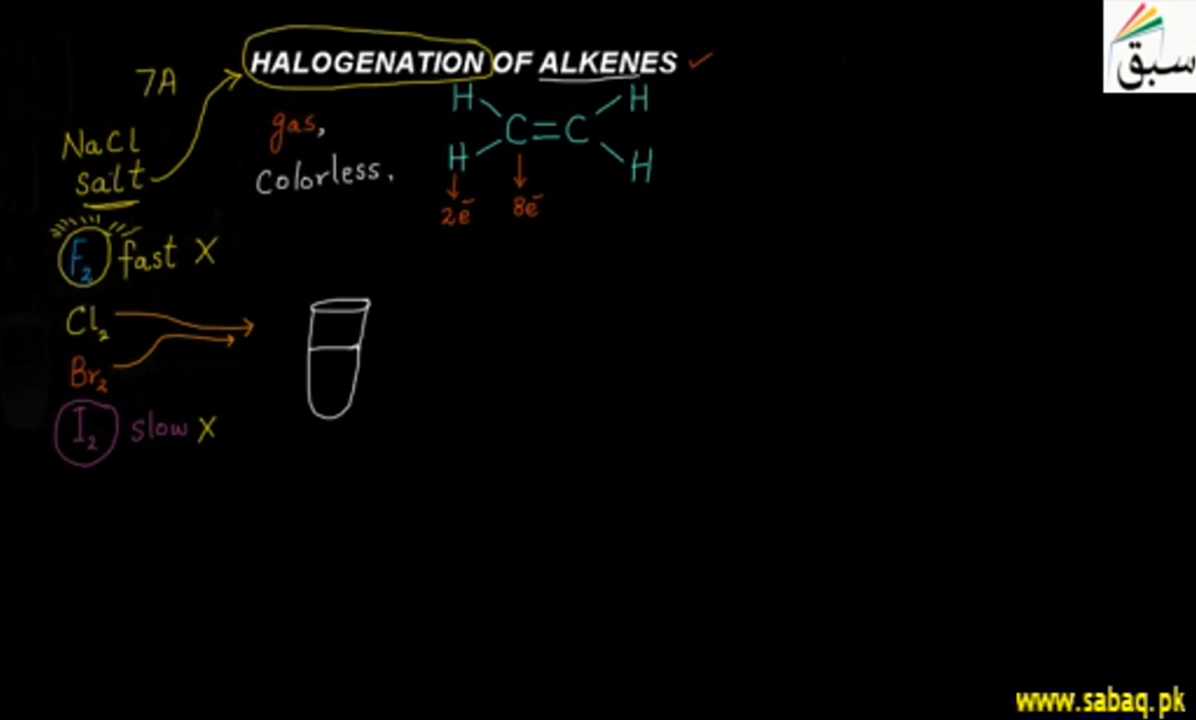 HALOGENATION OF ALKENES ✓
سبق
7A
NaCl
salt
gas,
Colorless,
H H
C=C
H H
2e⁻ 8e⁻
F₂ fast X
Cl₂
Br₂
I₂ slow X
www.sabaq.pk